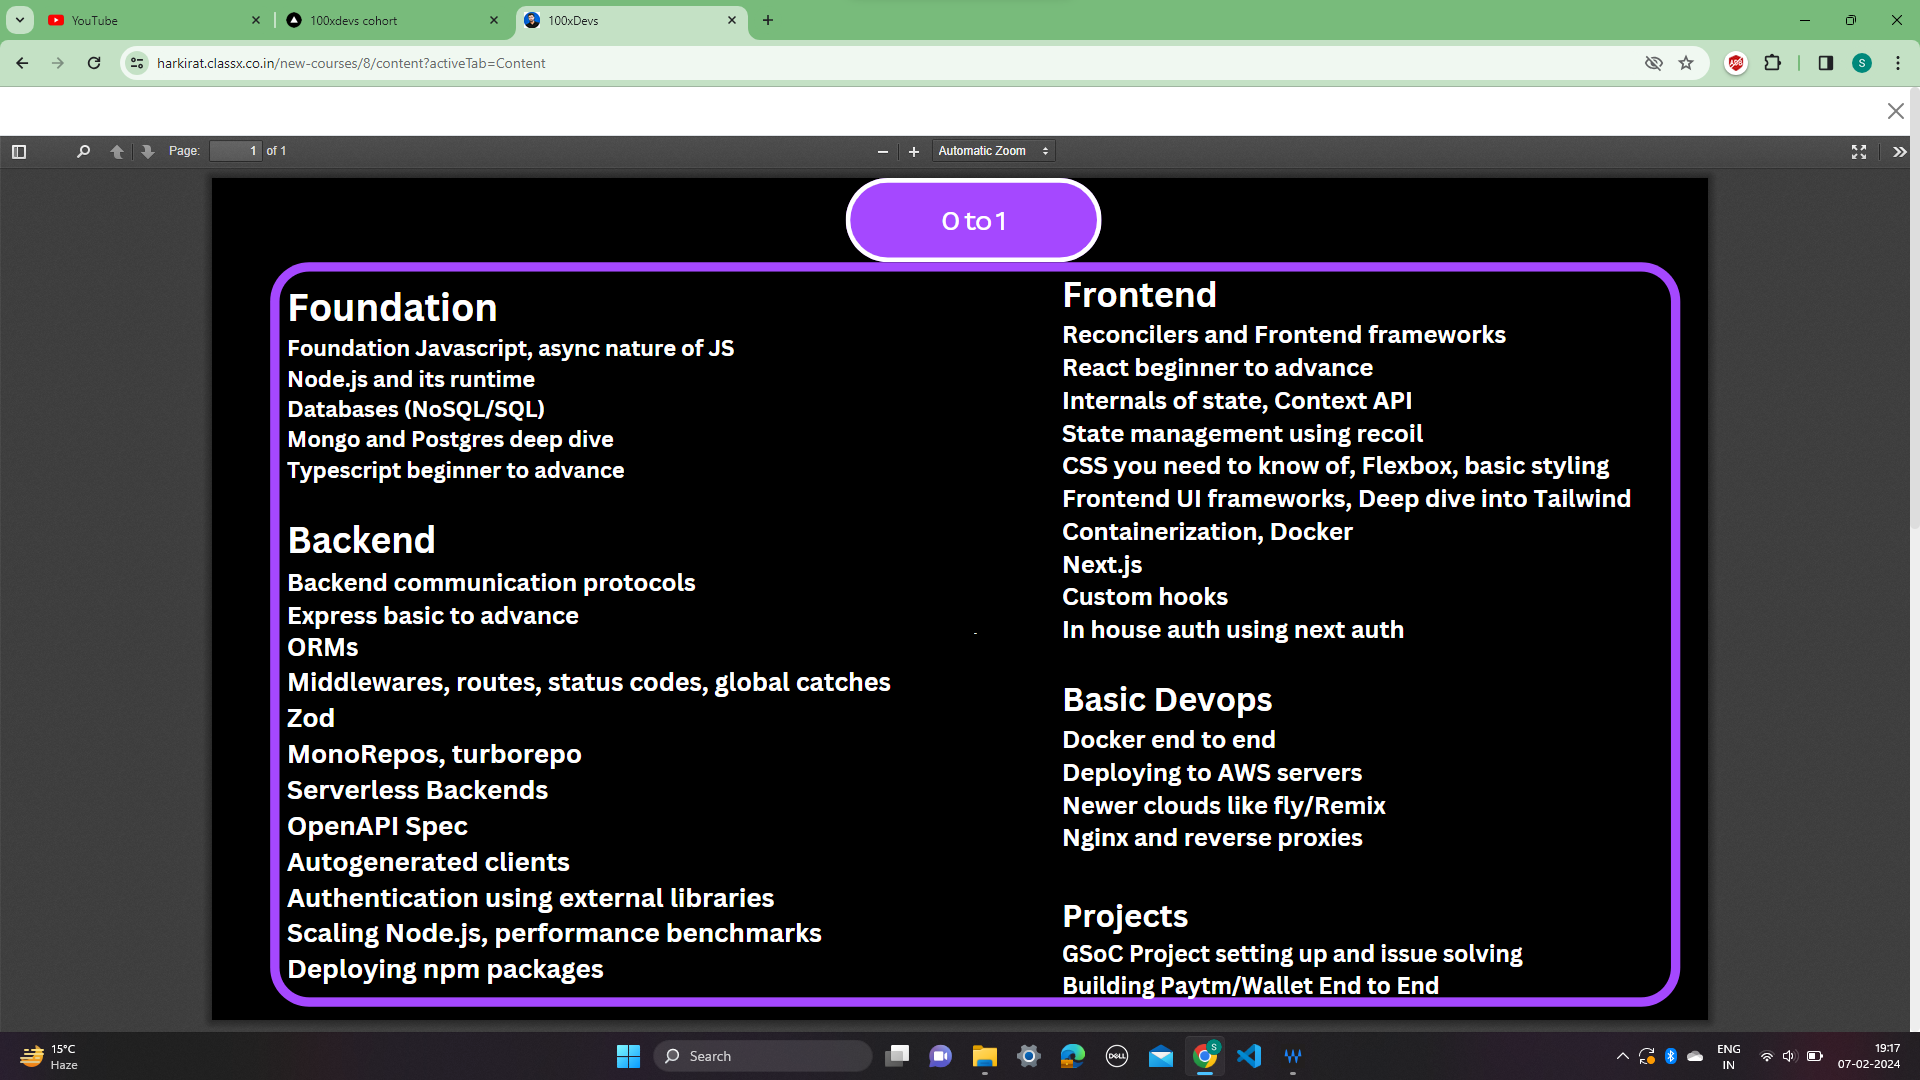 YouTube
100xdevs cohort
100xDevs
harkirat.classx.co.in/new-courses/8/content?activeTab=Content
S
Page: 1 of 1
Automatic Zoom
0 to 1
Foundation
Foundation Javascript, async nature of JS
Node.js and its runtime
Databases (NoSQL/SQL)
Mongo and Postgres deep dive
Typescript beginner to advance
Backend
Backend communication protocols
Express basic to advance
ORMs
Middlewares, routes, status codes, global catches
Zod
MonoRepos, turborepo
Serverless Backends
OpenAPI Spec
Autogenerated clients
Authentication using external libraries
Scaling Node.js, performance benchmarks
Deploying npm packages
Frontend
Reconcilers and Frontend frameworks
React beginner to advance
Internals of state, Context API
State management using recoil
CSS you need to know of, Flexbox, basic styling
Frontend UI frameworks, Deep dive into Tailwind
Containerization, Docker
Next.js
Custom hooks
In house auth using next auth
Basic Devops
Docker end to end
Deploying to AWS servers
Newer clouds like fly/Remix
Nginx and reverse proxies
Projects
GSoC Project setting up and issue solving
Building Paytm/Wallet End to End
15°C
Haze
Search
DELL
S
ENG
IN
19:17
07-02-2024